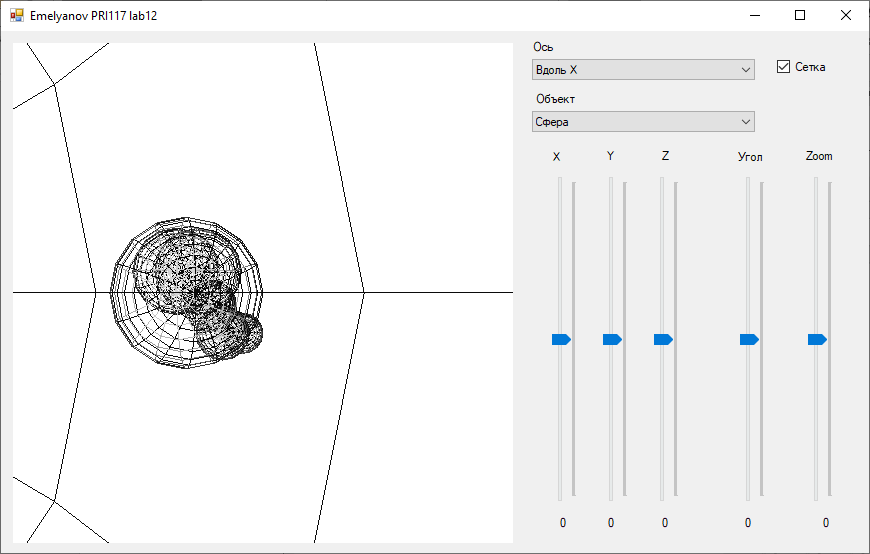 Emelyanov PRI117 lab12
Ось
Вдоль X
Сетка
Объект
Сфера
X Y Z Угол Zoom
0 0 0 0 0